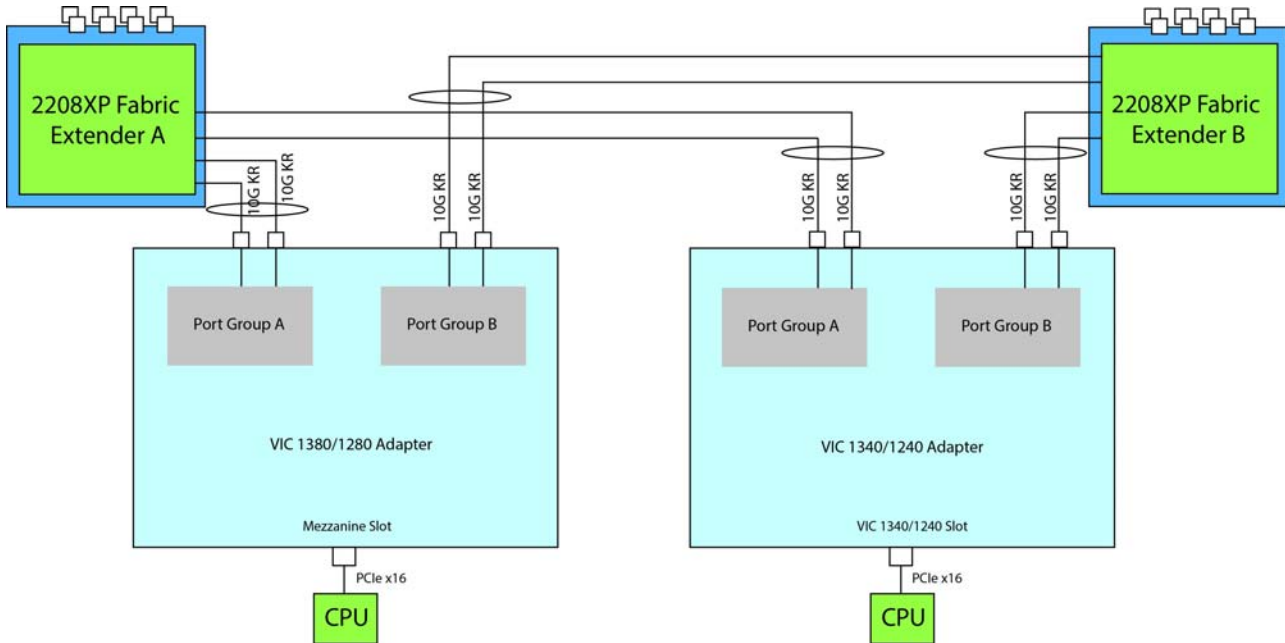 2208XP Fabric
Extender A
2208XP Fabric
Extender B
10G KR
10G KR
10G KR
10G KR
10G KR
10G KR
10G KR
10G KR
Port Group A
Port Group B
Port Group A
Port Group B
VIC 1380/1280 Adapter
VIC 1340/1240 Adapter
Mezzanine Slot
VIC 1340/1240 Slot
PCIe x16
PCIe x16
CPU
CPU